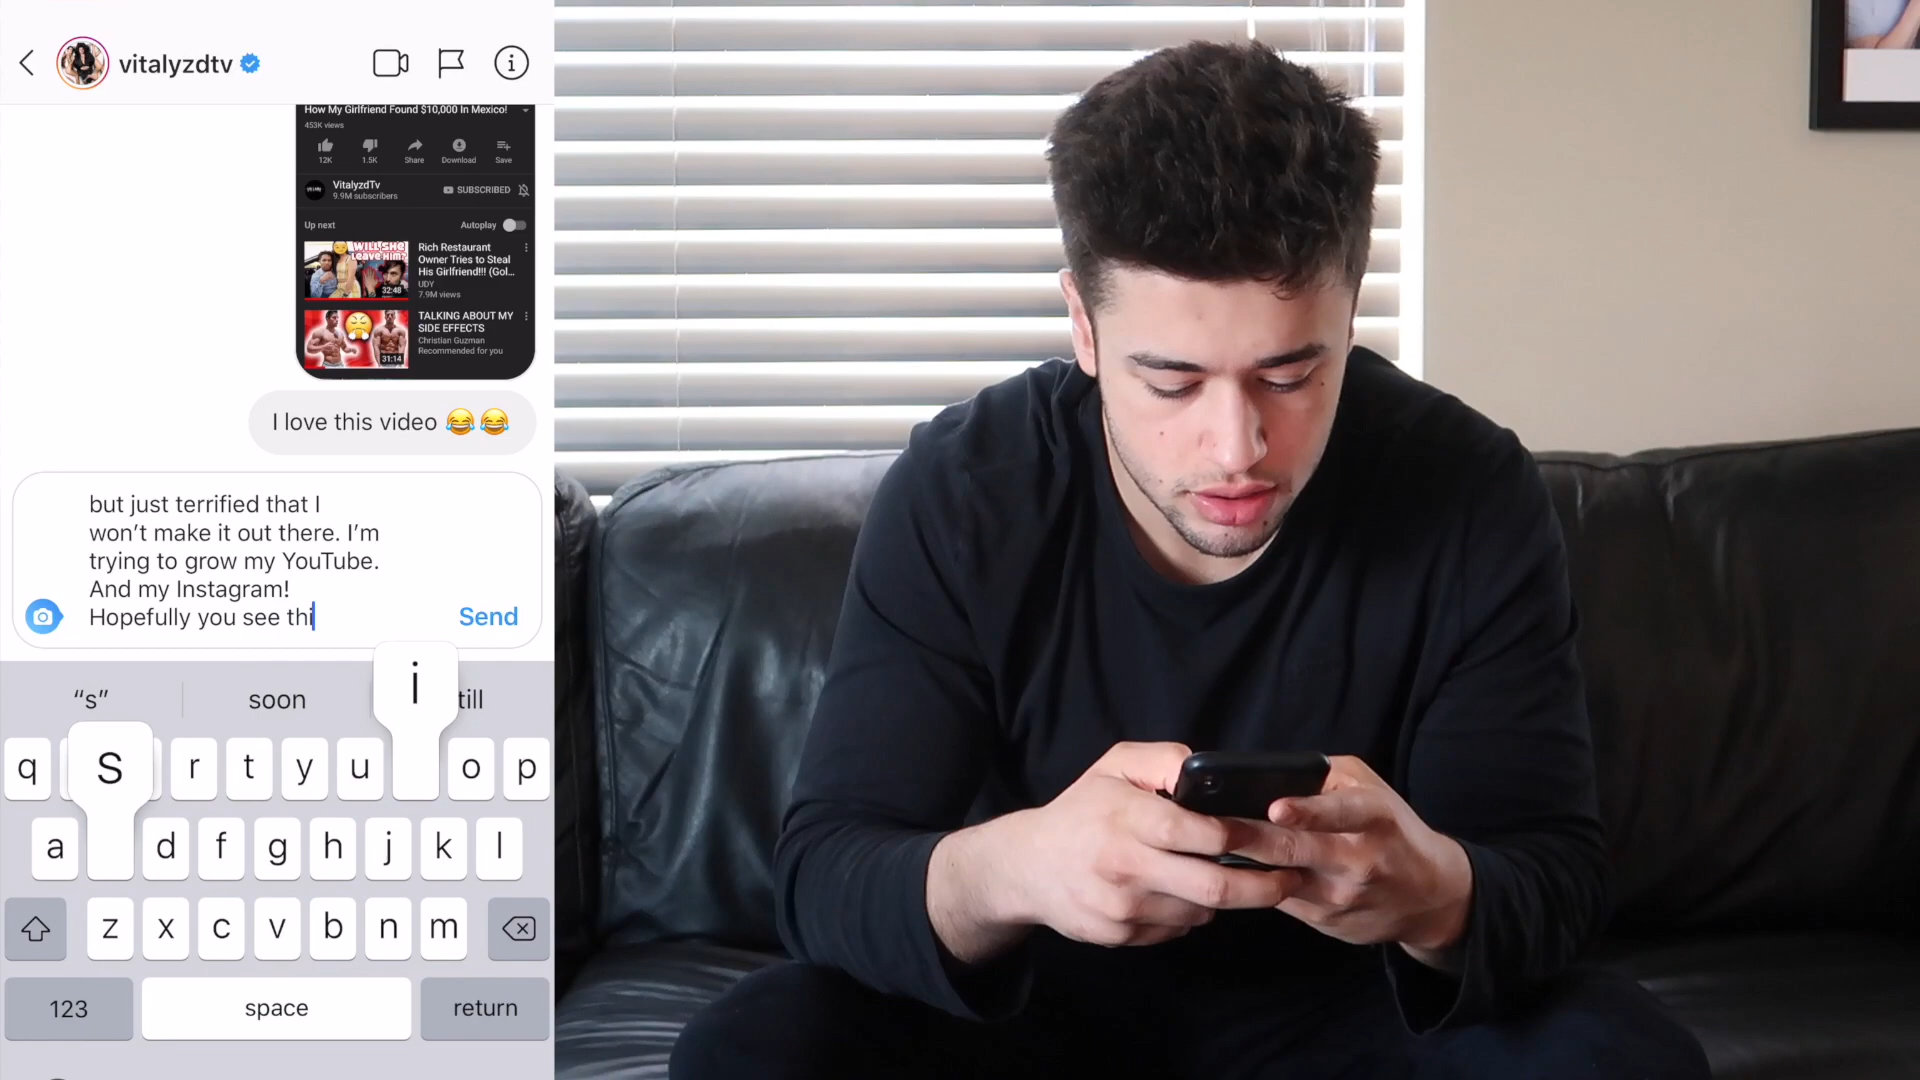 vitalyzdtv
How My Girlfriend Found $10,000 In Mexico!
453K views
12K 1.5K Share Download Save
VitalyzdTv
9.9M subscribers
SUBSCRIBED
Up next
Autoplay
WILL SHE
LEAVE HIM?
32:48
Rich Restaurant
Owner Tries to Steal
His Girlfriend!!! (Gol...
UDY
7.9M views
31:14
TALKING ABOUT MY
SIDE EFFECTS
Christian Guzman
Recommended for you
I love this video 😂 😂
but just terrified that I
won’t make it out there. I’m
trying to grow my YouTube.
And my Instagram!
Hopefully you see thi
Send
“s” soon till
i
q S r t y u o p
a d f g h j k l
z x c v b n m
123 space return